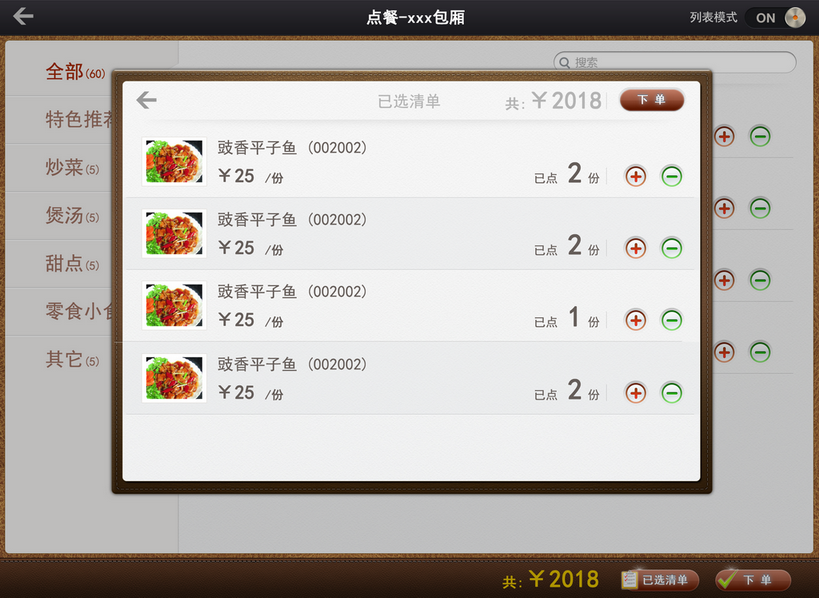 点餐-xxx包厢
列表模式 ON
全部(60)
搜索
特色推荐
炒菜(5)
煲汤(5)
甜点(5)
零食小食
其它(5)
已选清单
共:￥2018
下单
豉香平子鱼（002002）
￥25 /份
已点 2 份
豉香平子鱼（002002）
￥25 /份
已点 2 份
豉香平子鱼（002002）
￥25 /份
已点 1 份
豉香平子鱼（002002）
￥25 /份
已点 2 份
共:￥2018
已选清单
下单